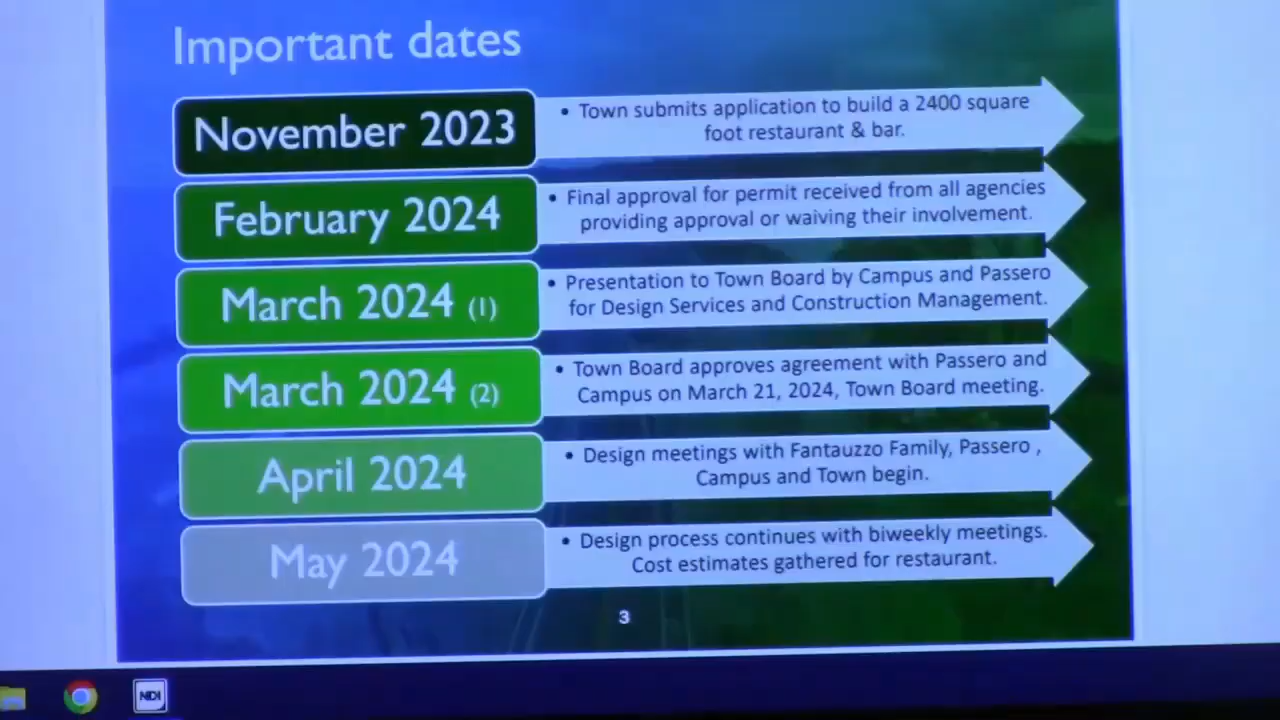 Important dates
November 2023
• Town submits application to build a 2400 square
foot restaurant & bar.
February 2024
• Final approval for permit received from all agencies
providing approval or waiving their involvement.
March 2024 (1)
• Presentation to Town Board by Campus and Passero
for Design Services and Construction Management.
March 2024 (2)
• Town Board approves agreement with Passero and
Campus on March 21, 2024, Town Board meeting.
April 2024
• Design meetings with Fantauzzo Family, Passero ,
Campus and Town begin.
May 2024
• Design process continues with biweekly meetings.
Cost estimates gathered for restaurant.
3
NDI